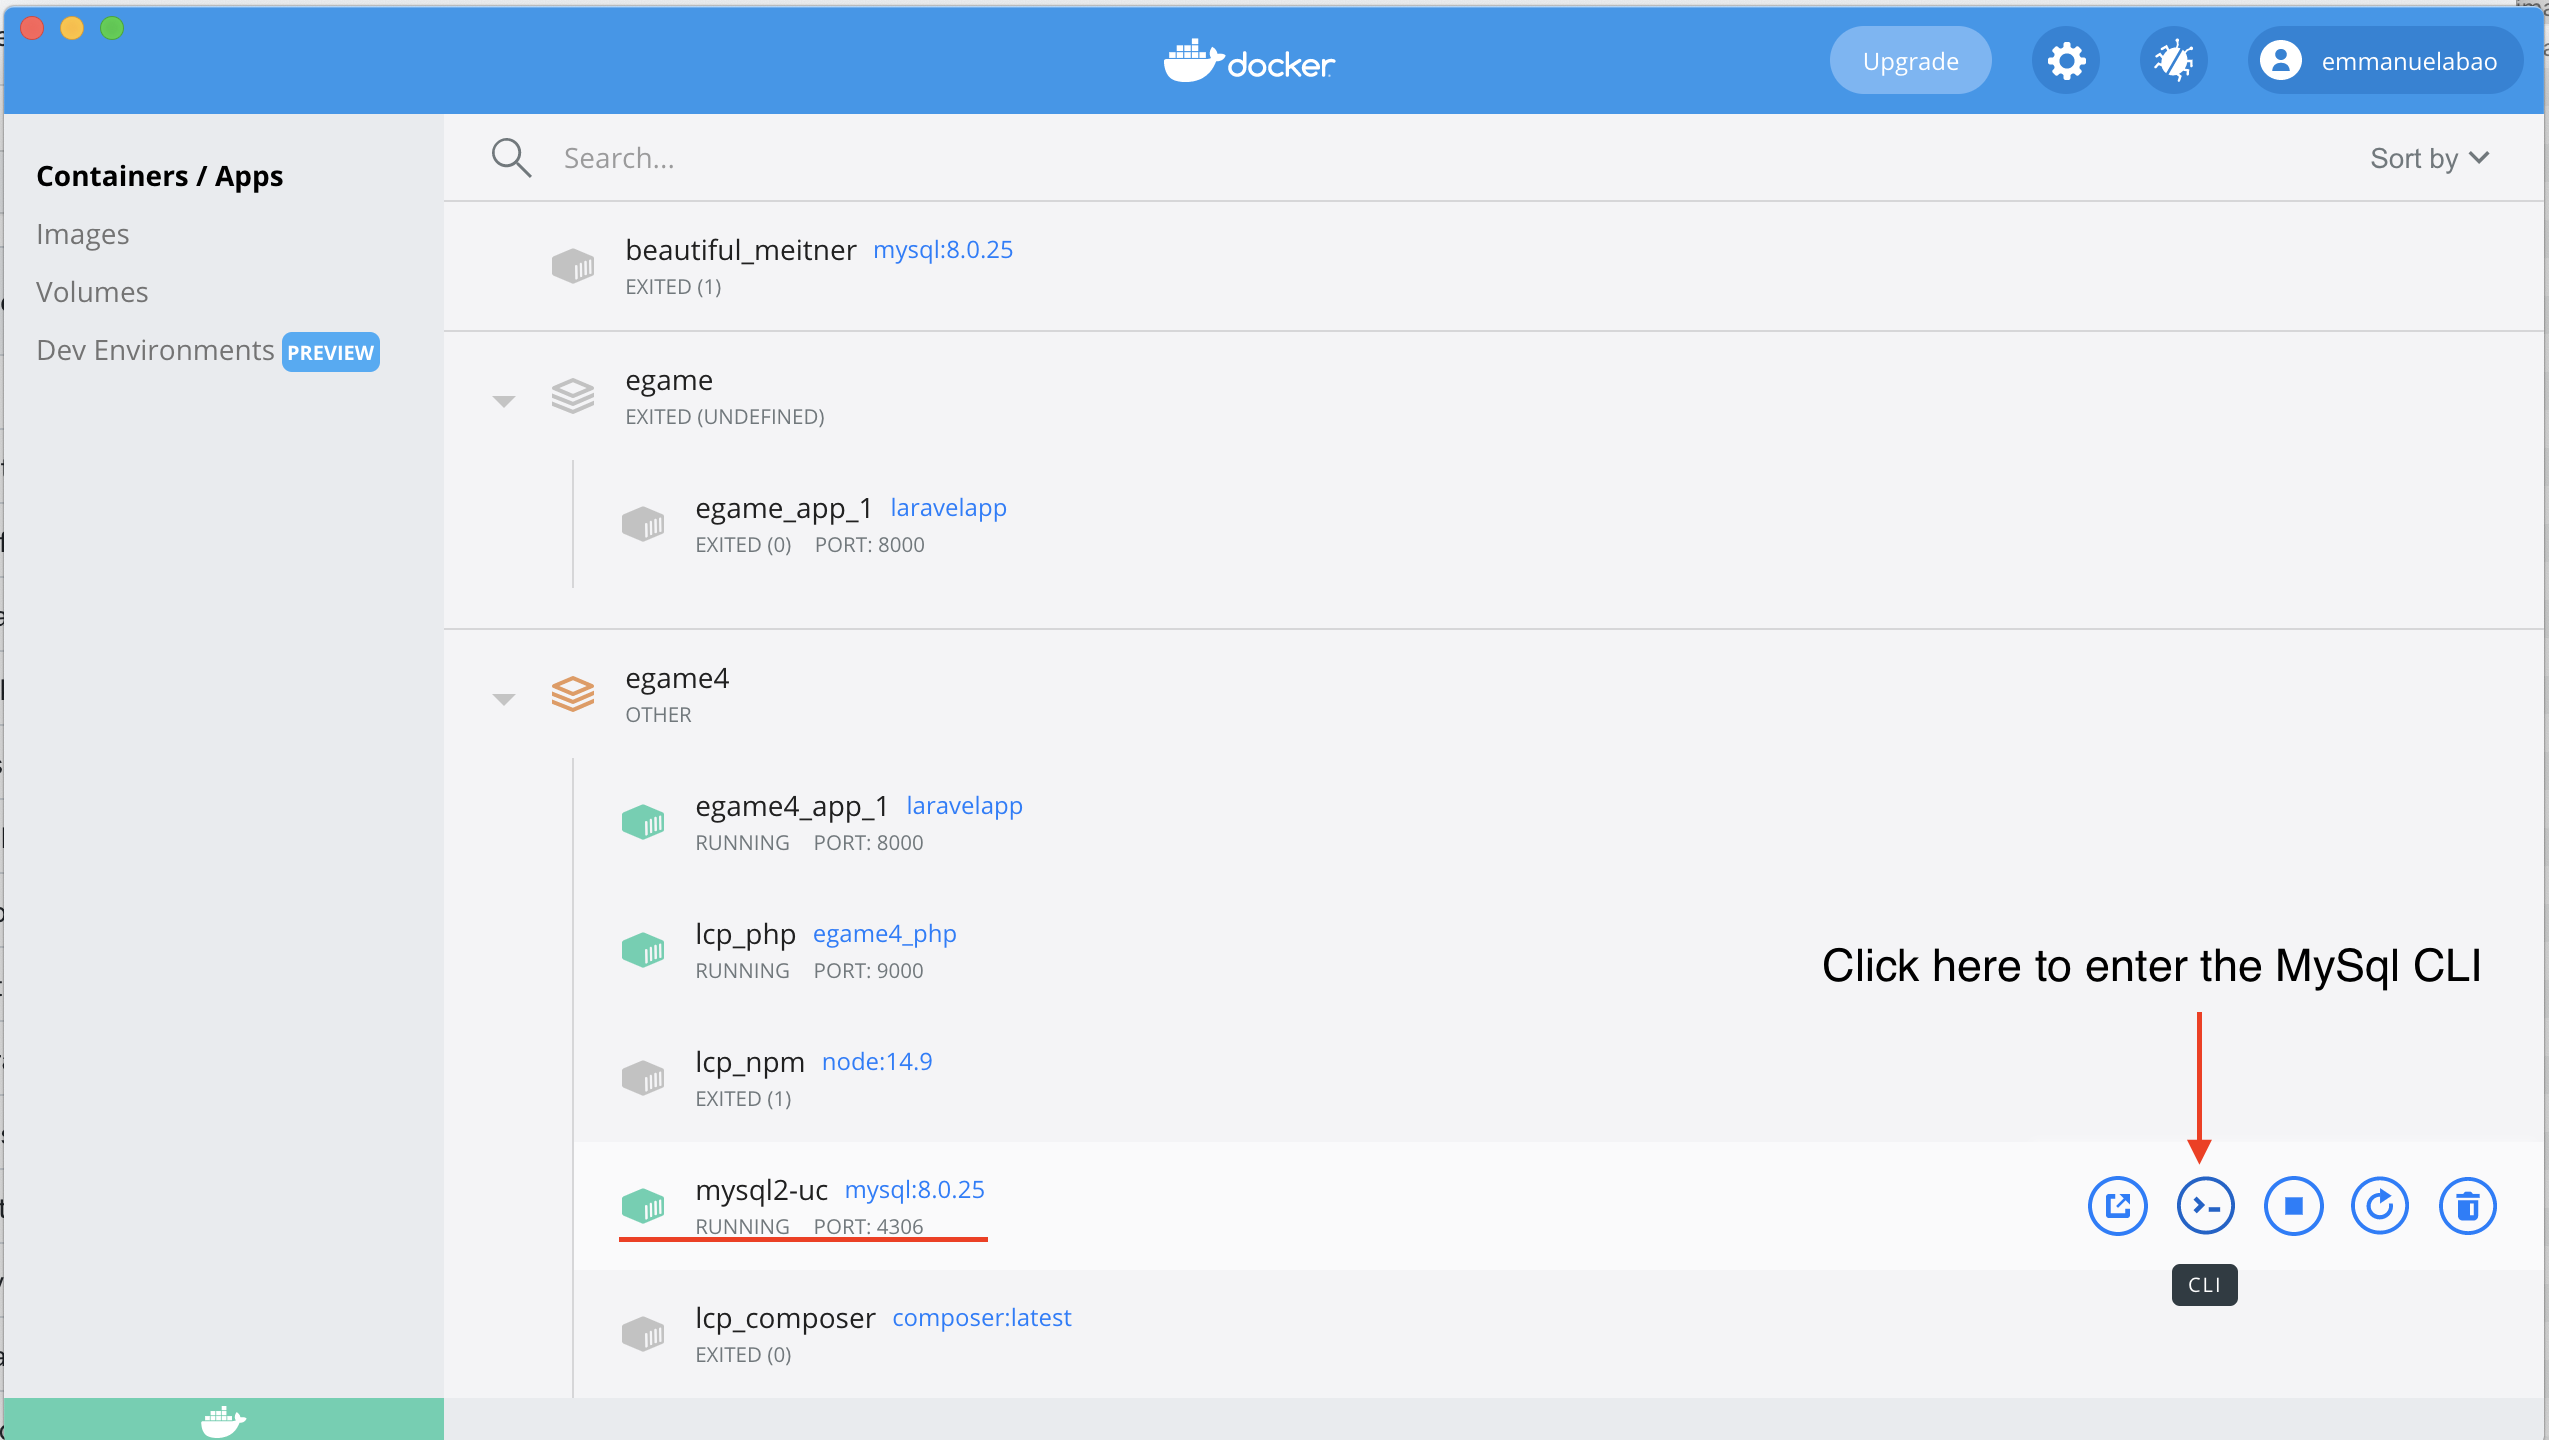 docker
Upgrade
emmanuelabao
Containers / Apps
Images
Volumes
Dev Environments PREVIEW
Search...
Sort by
beautiful_meitner mysql:8.0.25
EXITED (1)
egame
EXITED (UNDEFINED)
egame_app_1 laravelapp
EXITED (0) PORT: 8000
egame4
OTHER
egame4_app_1 laravelapp
RUNNING PORT: 8000
lcp_php egame4_php
RUNNING PORT: 9000
Click here to enter the MySql CLI
lcp_npm node:14.9
EXITED (1)
mysql2-uc mysql:8.0.25
RUNNING PORT: 4306
CLI
lcp_composer composer:latest
EXITED (0)